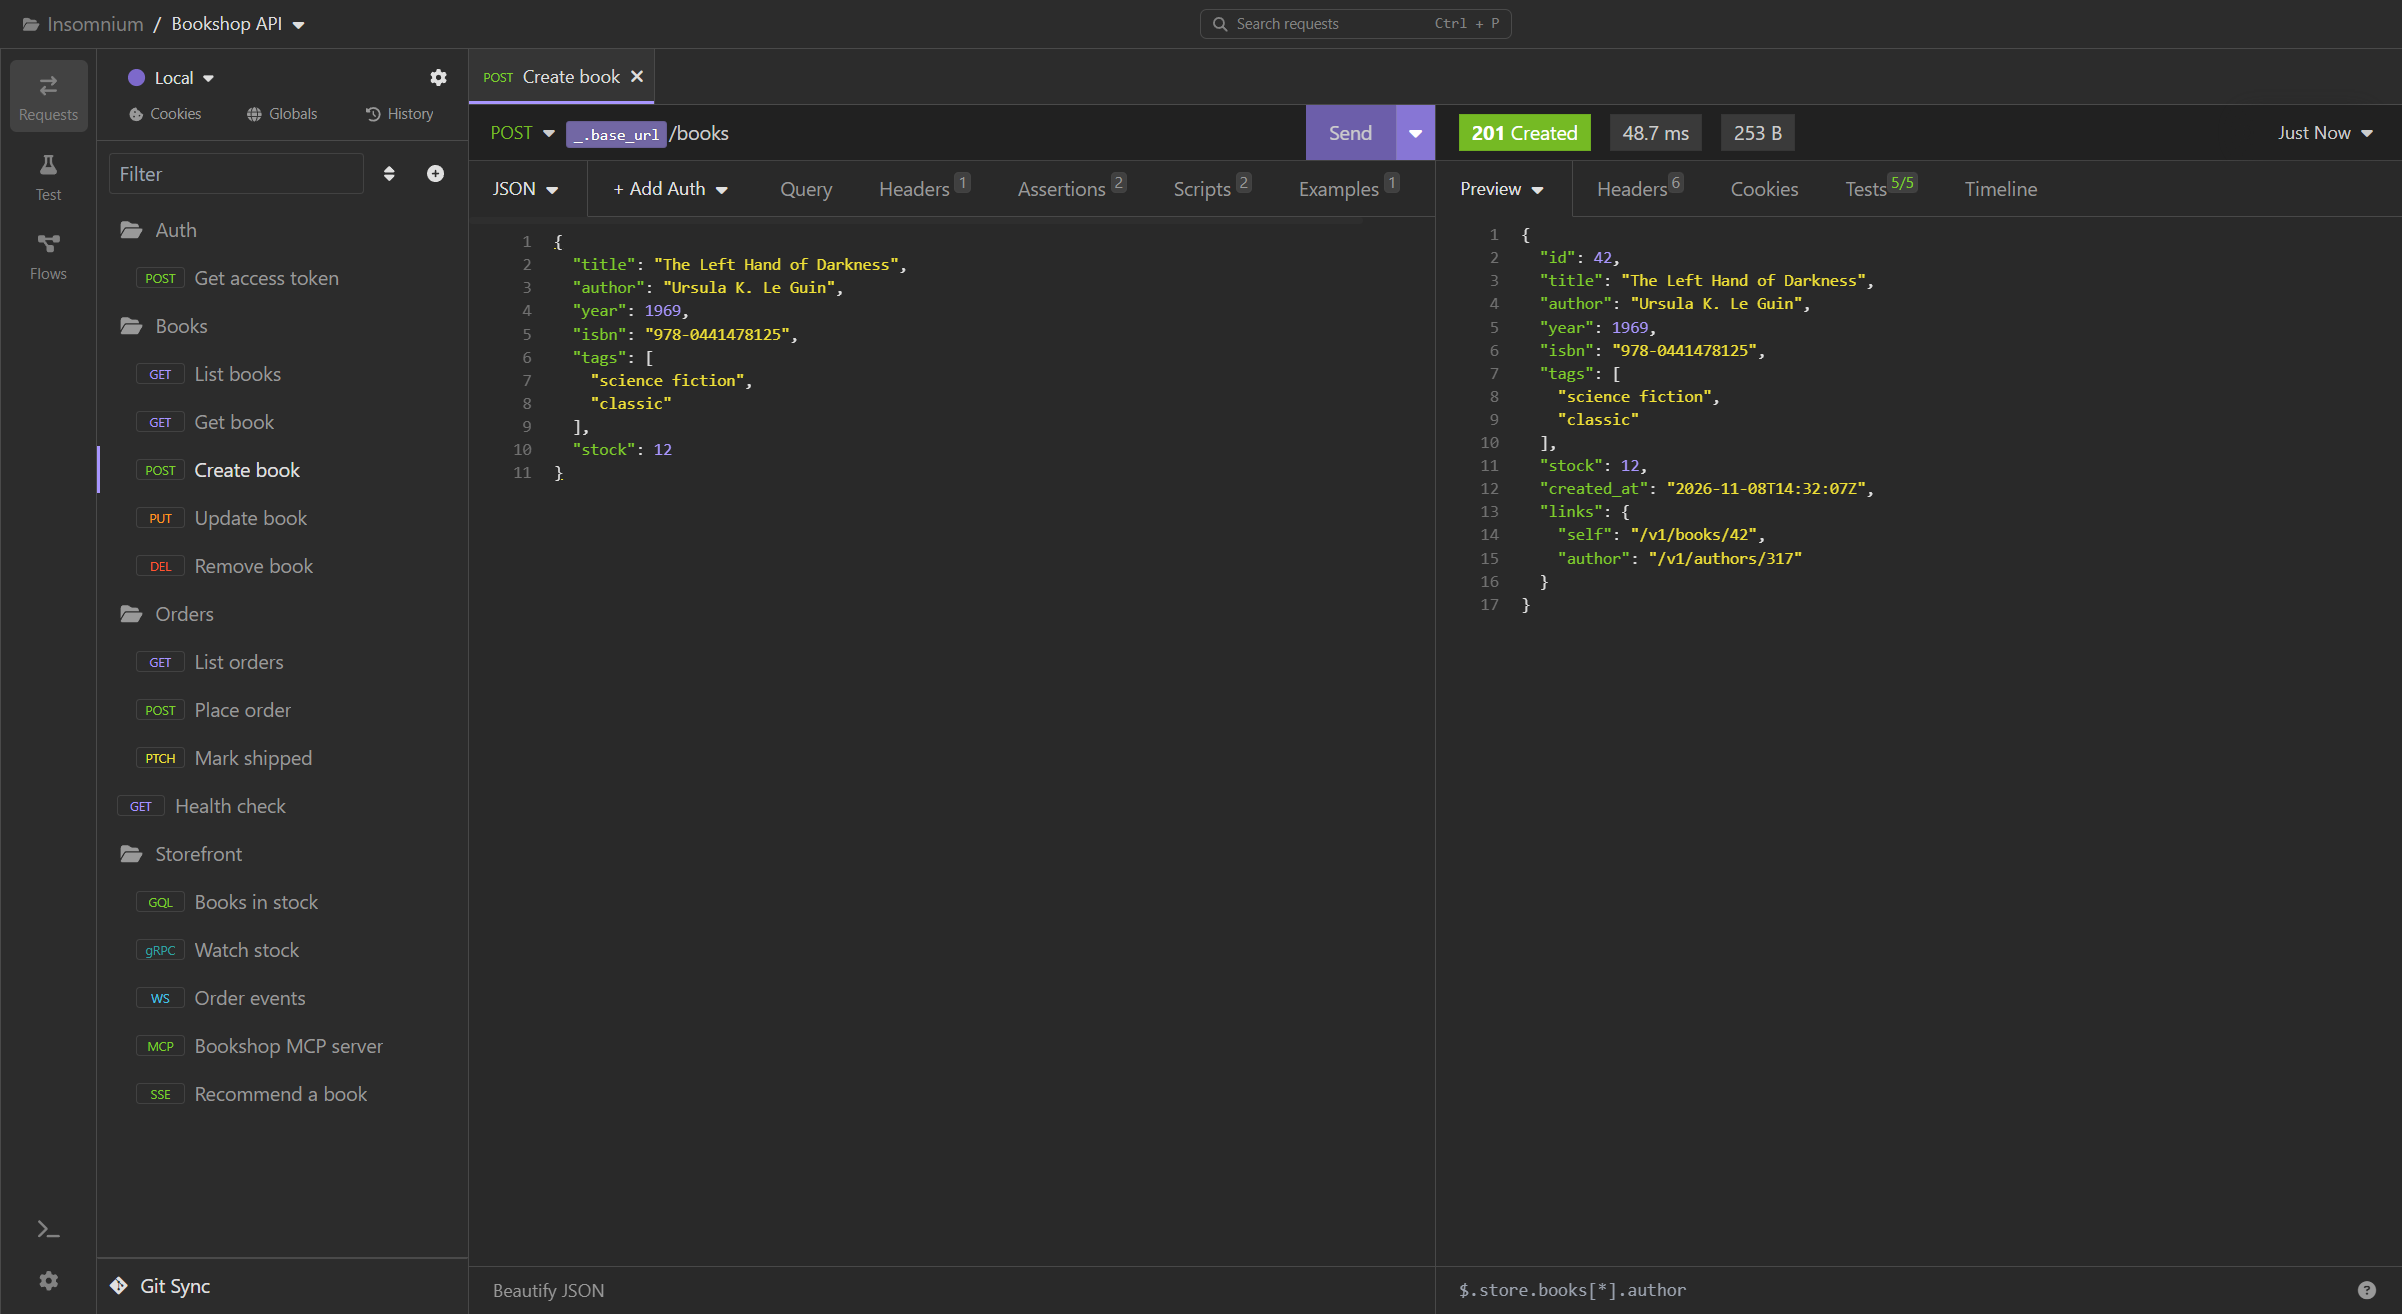 Insomnium / Bookshop API
Search requests Ctrl + P
Requests
Test
Flows
Local
Cookies Globals History
Filter
Auth
POST Get access token
Books
GET List books
GET Get book
POST Create book
PUT Update book
DEL Remove book
Orders
GET List orders
POST Place order
PTCH Mark shipped
GET Health check
Storefront
GQL Books in stock
gRPC Watch stock
WS Order events
MCP Bookshop MCP server
SSE Recommend a book
Git Sync
POST Create book
POST _.base_url /books Send
JSON + Add Auth Query Headers 1 Assertions 2 Scripts 2 Examples 1
1 {
2 "title": "The Left Hand of Darkness",
3 "author": "Ursula K. Le Guin",
4 "year": 1969,
5 "isbn": "978-0441478125",
6 "tags": [
7 "science fiction",
8 "classic"
9 ],
10 "stock": 12
11 }
Beautify JSON
201 Created 48.7 ms 253 B Just Now
Preview Headers 6 Cookies Tests 5/5 Timeline
1 {
2 "id": 42,
3 "title": "The Left Hand of Darkness",
4 "author": "Ursula K. Le Guin",
5 "year": 1969,
6 "isbn": "978-0441478125",
7 "tags": [
8 "science fiction",
9 "classic"
10 ],
11 "stock": 12,
12 "created_at": "2026-11-08T14:32:07Z",
13 "links": {
14 "self": "/v1/books/42",
15 "author": "/v1/authors/317"
16 }
17 }
$.store.books[*].author